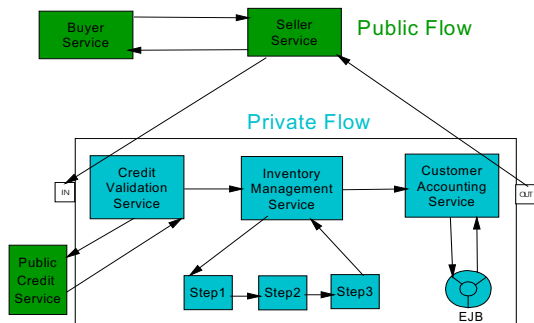 Buyer
Service
Seller
Service
Public Flow
Private Flow
IN
Credit
Validation
Service
Inventory
Management
Service
Customer
Accounting
Service
OUT
Public
Credit
Service
Step1
Step2
Step3
EJB